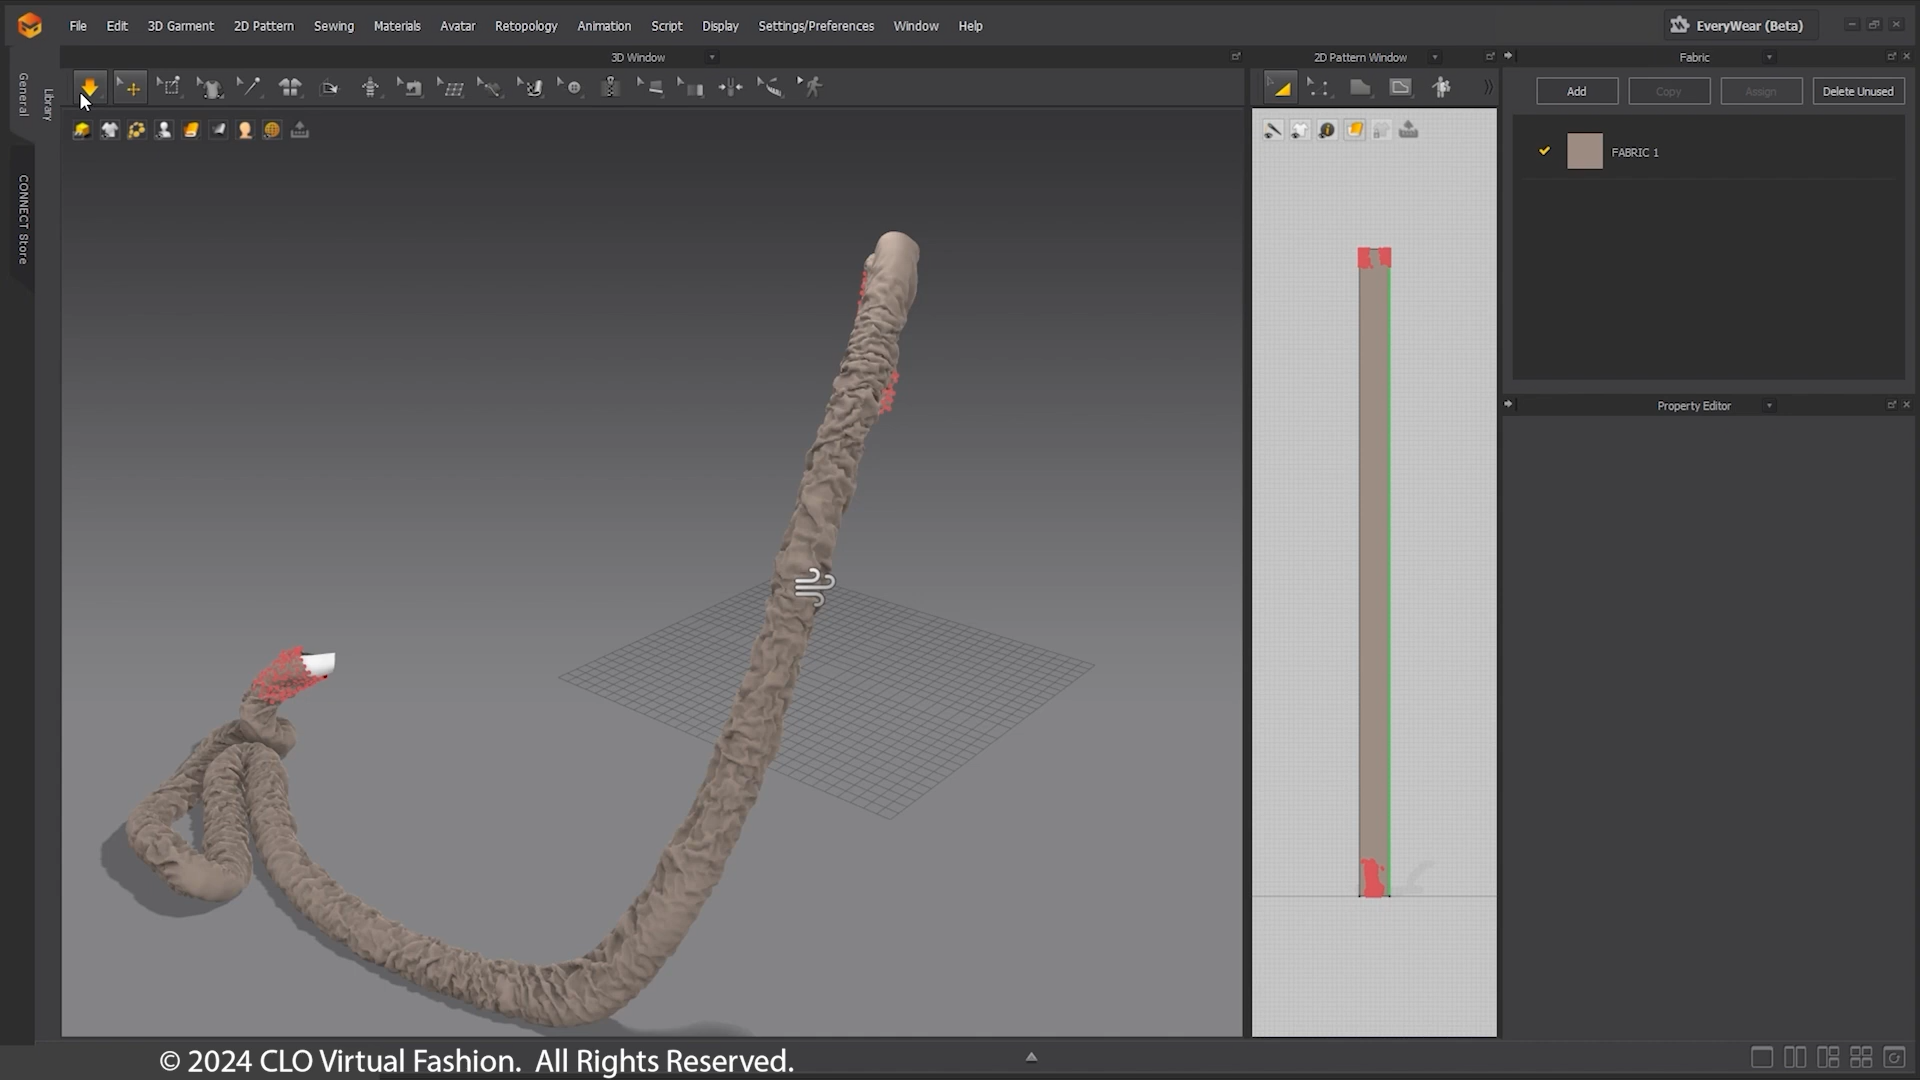 File Edit 3D Garment 2D Pattern Sewing Materials Avatar Retopology Animation Script Display Settings/Preferences Window Help
EveryWear (Beta)
3D Window
2D Pattern Window
Fabric
General
Library
CONNECT Store
Add Copy Assign Delete Unused
FABRIC 1
Property Editor
© 2024 CLO Virtual Fashion. All Rights Reserved.